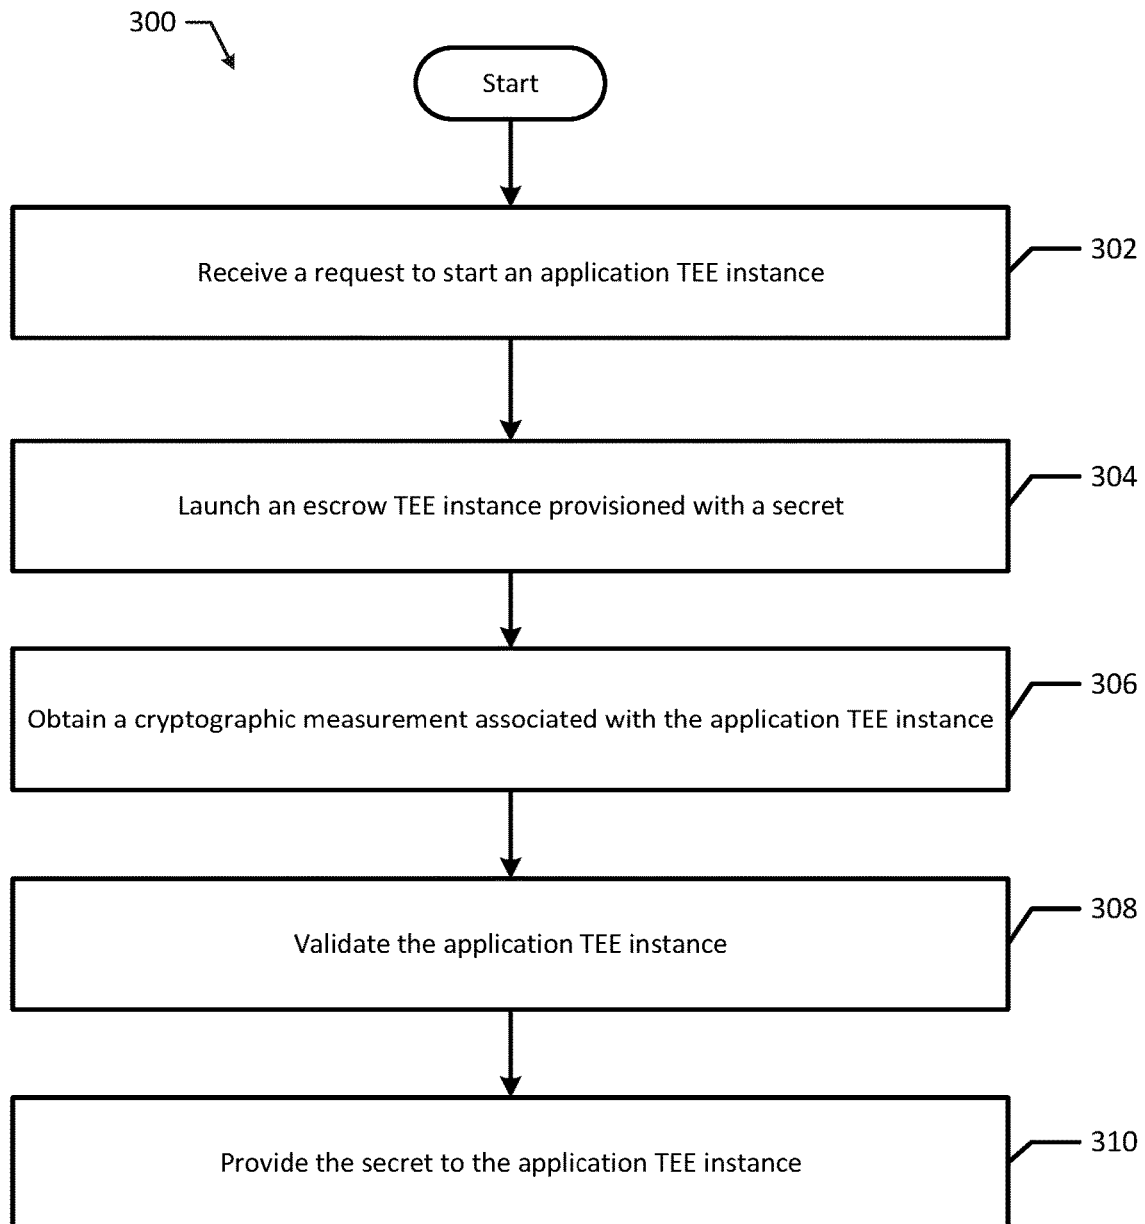 300
Start
Receive a request to start an application TEE instance
302
Launch an escrow TEE instance provisioned with a secret
304
Obtain a cryptographic measurement associated with the application TEE instance
306
Validate the application TEE instance
308
Provide the secret to the application TEE instance
310